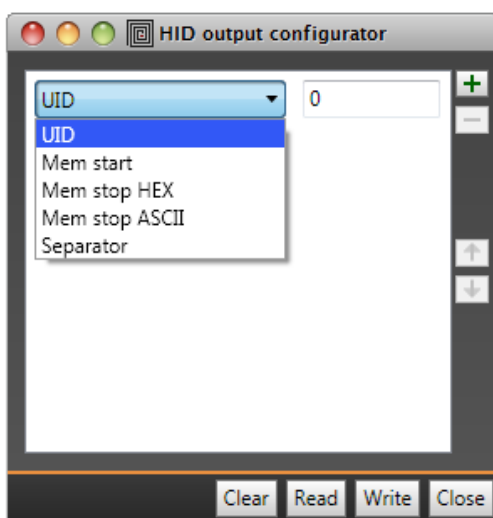 HID output configurator
UID 0
UID
Mem start
Mem stop HEX
Mem stop ASCII
Separator
Clear Read Write Close